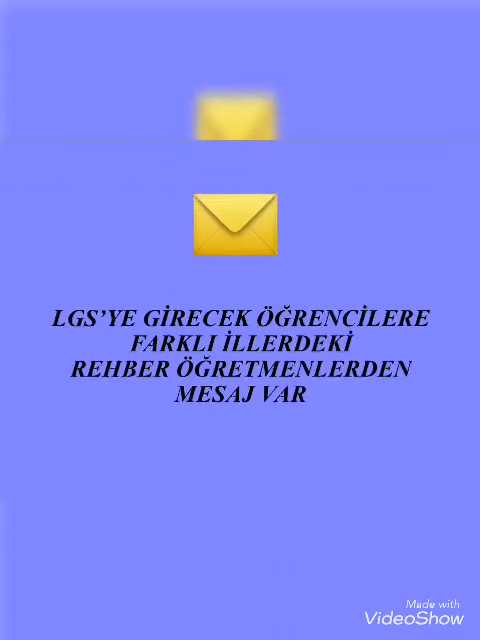 LGS’YE GİRECEK ÖĞRENCİLERE
FARKLI İLLERDEKİ
REHBER ÖĞRETMENLERDEN
MESAJ VAR
Made with
VideoShow